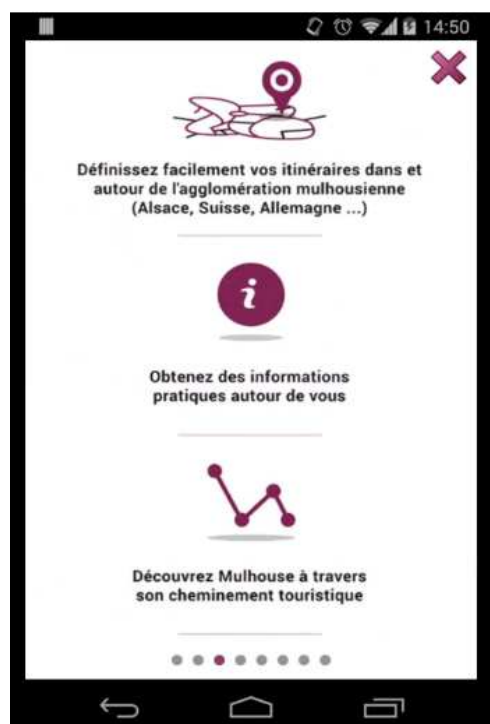 14:50
Définissez facilement vos itinéraires dans et
autour de l'agglomération mulhousienne
(Alsace, Suisse, Allemagne ...)
i
Obtenez des informations
pratiques autour de vous
Découvrez Mulhouse à travers
son cheminement touristique